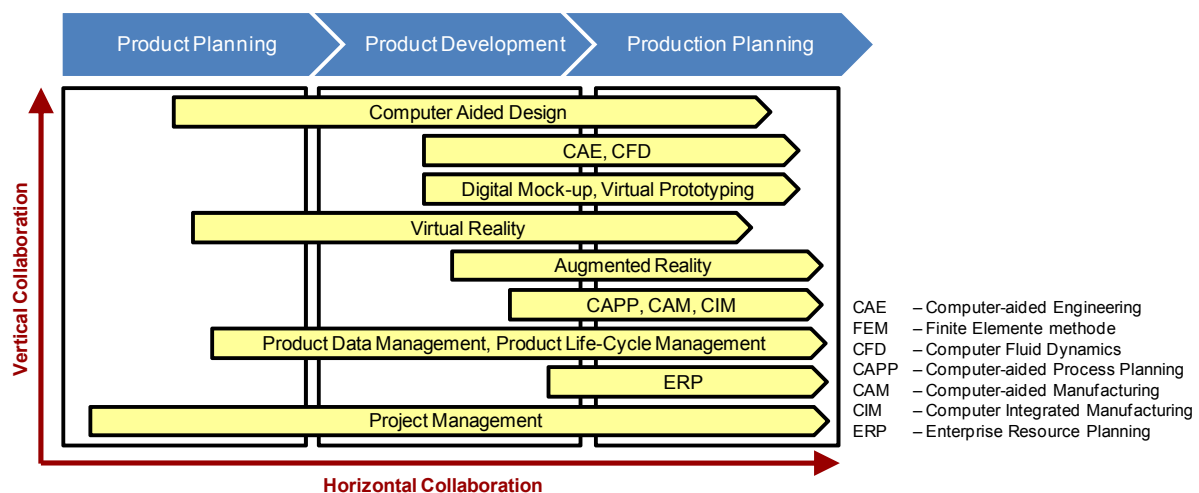 Product Planning
Product Development
Production Planning
Computer Aided Design
CAE, CFD
Digital Mock-up, Virtual Prototyping
Virtual Reality
Augmented Reality
CAPP, CAM, CIM
Product Data Management, Product Life-Cycle Management
ERP
Project Management
Vertical Collaboration
Horizontal Collaboration
CAE – Computer-aided Engineering
FEM – Finite Elemente methode
CFD – Computer Fluid Dynamics
CAPP – Computer-aided Process Planning
CAM – Computer-aided Manufacturing
CIM – Computer Integrated Manufacturing
ERP – Enterprise Resource Planning